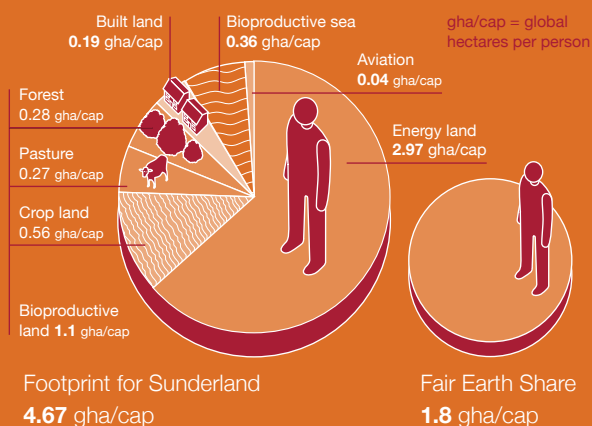 Built land
0.19 gha/cap
Bioproductive sea
0.36 gha/cap
gha/cap = global
hectares per person
Aviation
0.04 gha/cap
Forest
0.28 gha/cap
Energy land
2.97 gha/cap
Pasture
0.27 gha/cap
Crop land
0.56 gha/cap
Bioproductive
land 1.1 gha/cap
Footprint for Sunderland
4.67 gha/cap
Fair Earth Share
1.8 gha/cap